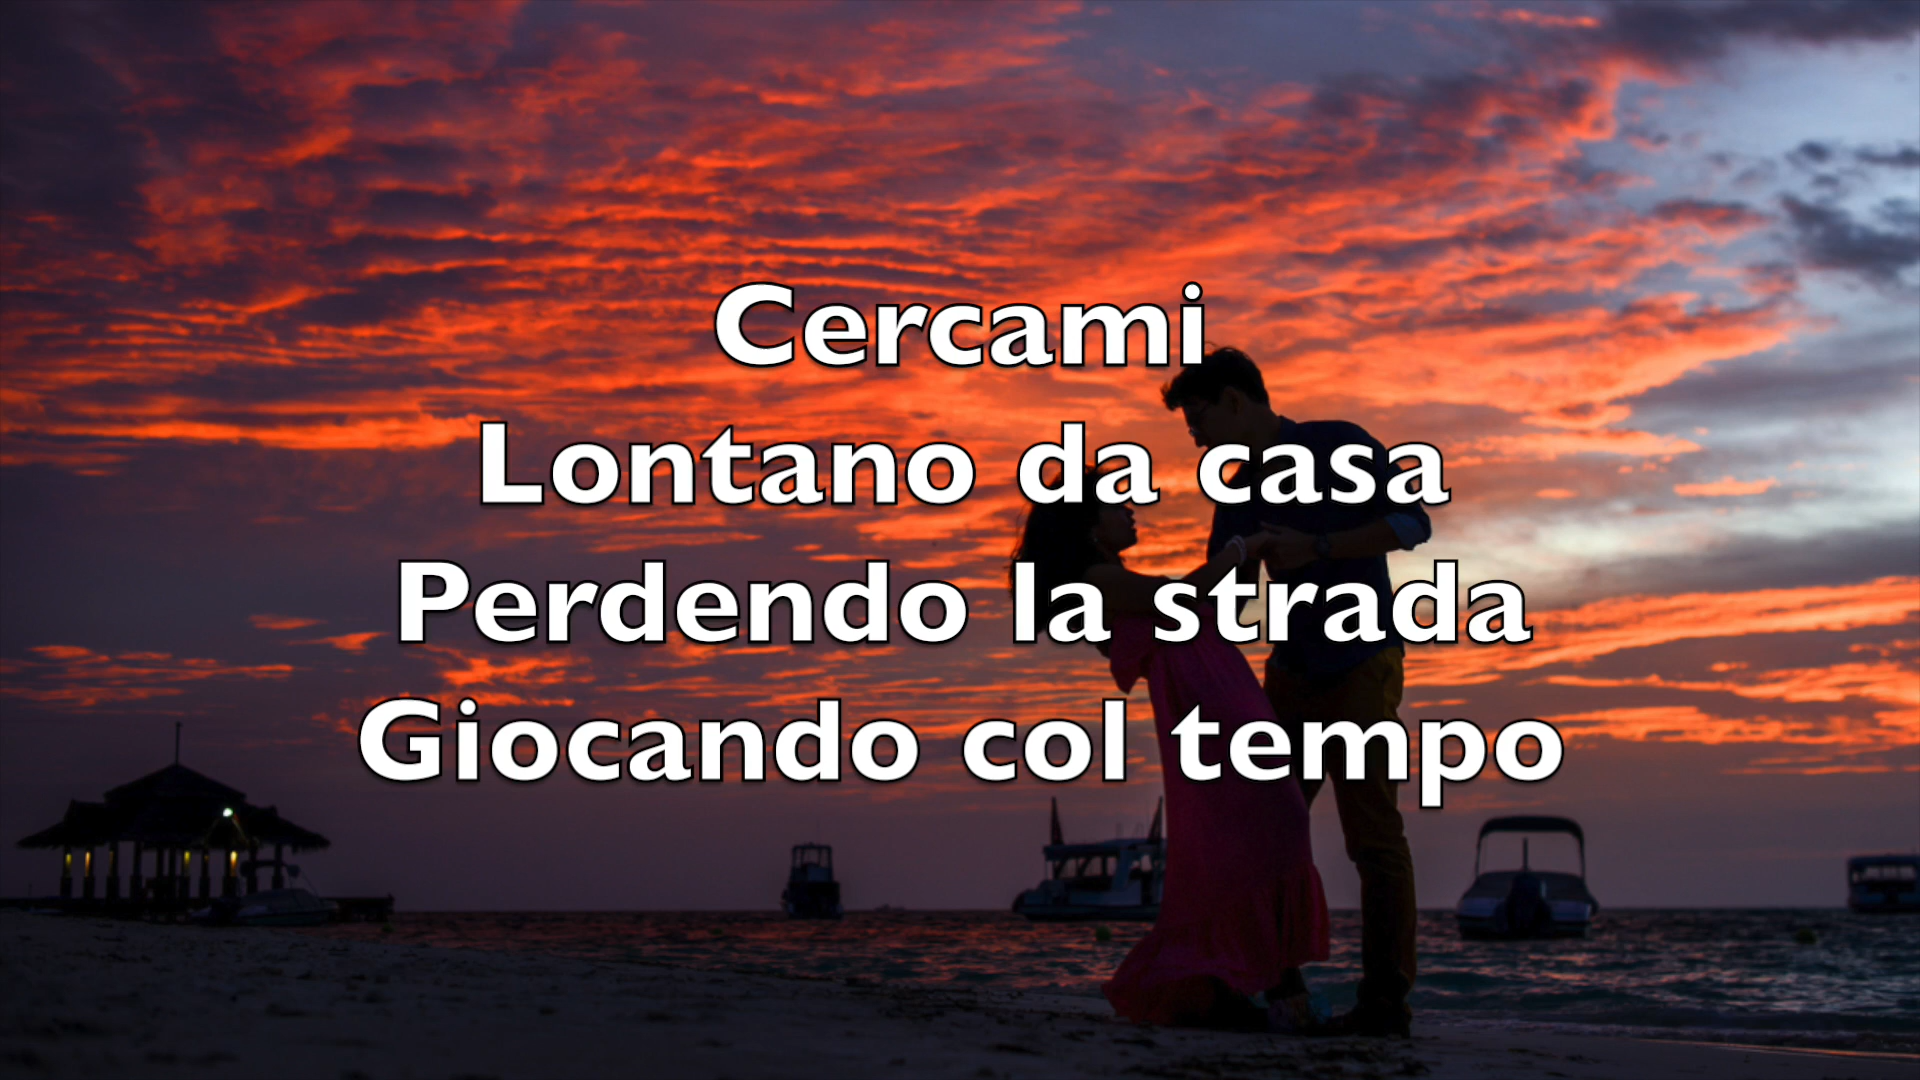 Cercami
Lontano da casa
Perdendo la strada
Giocando col tempo